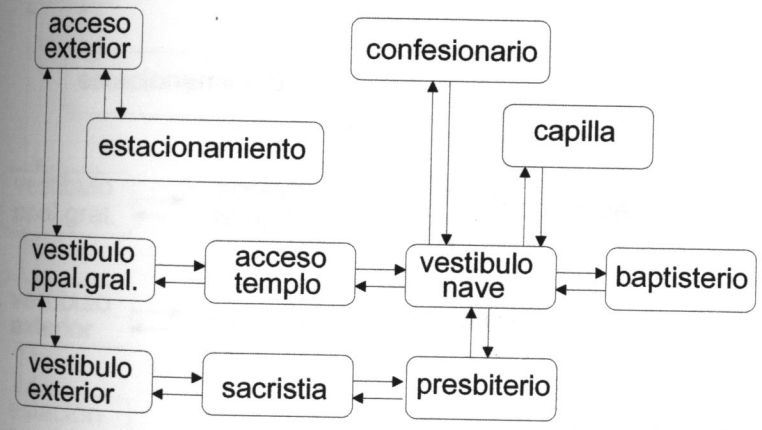 acceso
exterior
confesionario
estacionamiento
capilla
vestibulo
ppal.gral.
acceso
templo
vestibulo
nave
baptisterio
vestibulo
exterior
sacristia
presbiterio